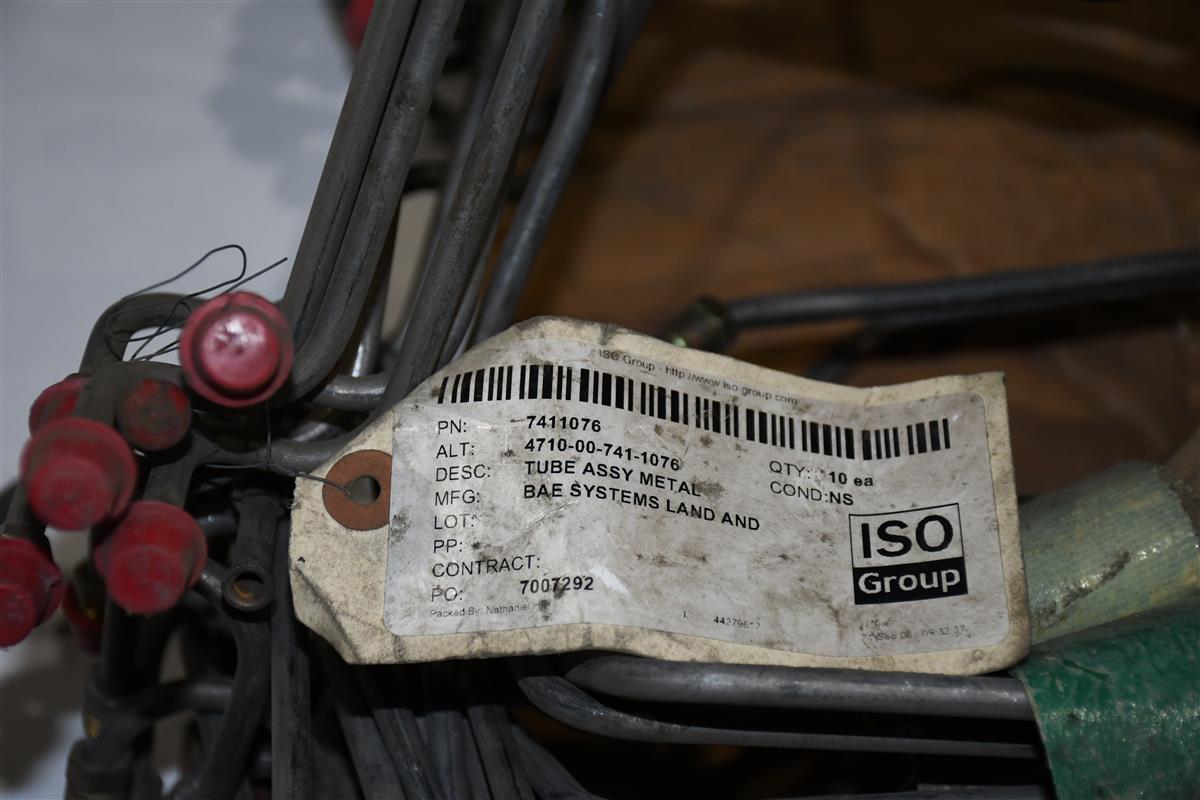 ISO Group - http://www.iso-group.com
PN: 7411076
ALT: 4710-00-741-1076
DESC: TUBE ASSY METAL
QTY: 10 ea
MFG: BAE SYSTEMS LAND AND
COND:NS
LOT:
PP:
CONTRACT:
PO: 7007292
ISO
Group
Packed By: Nathaniel